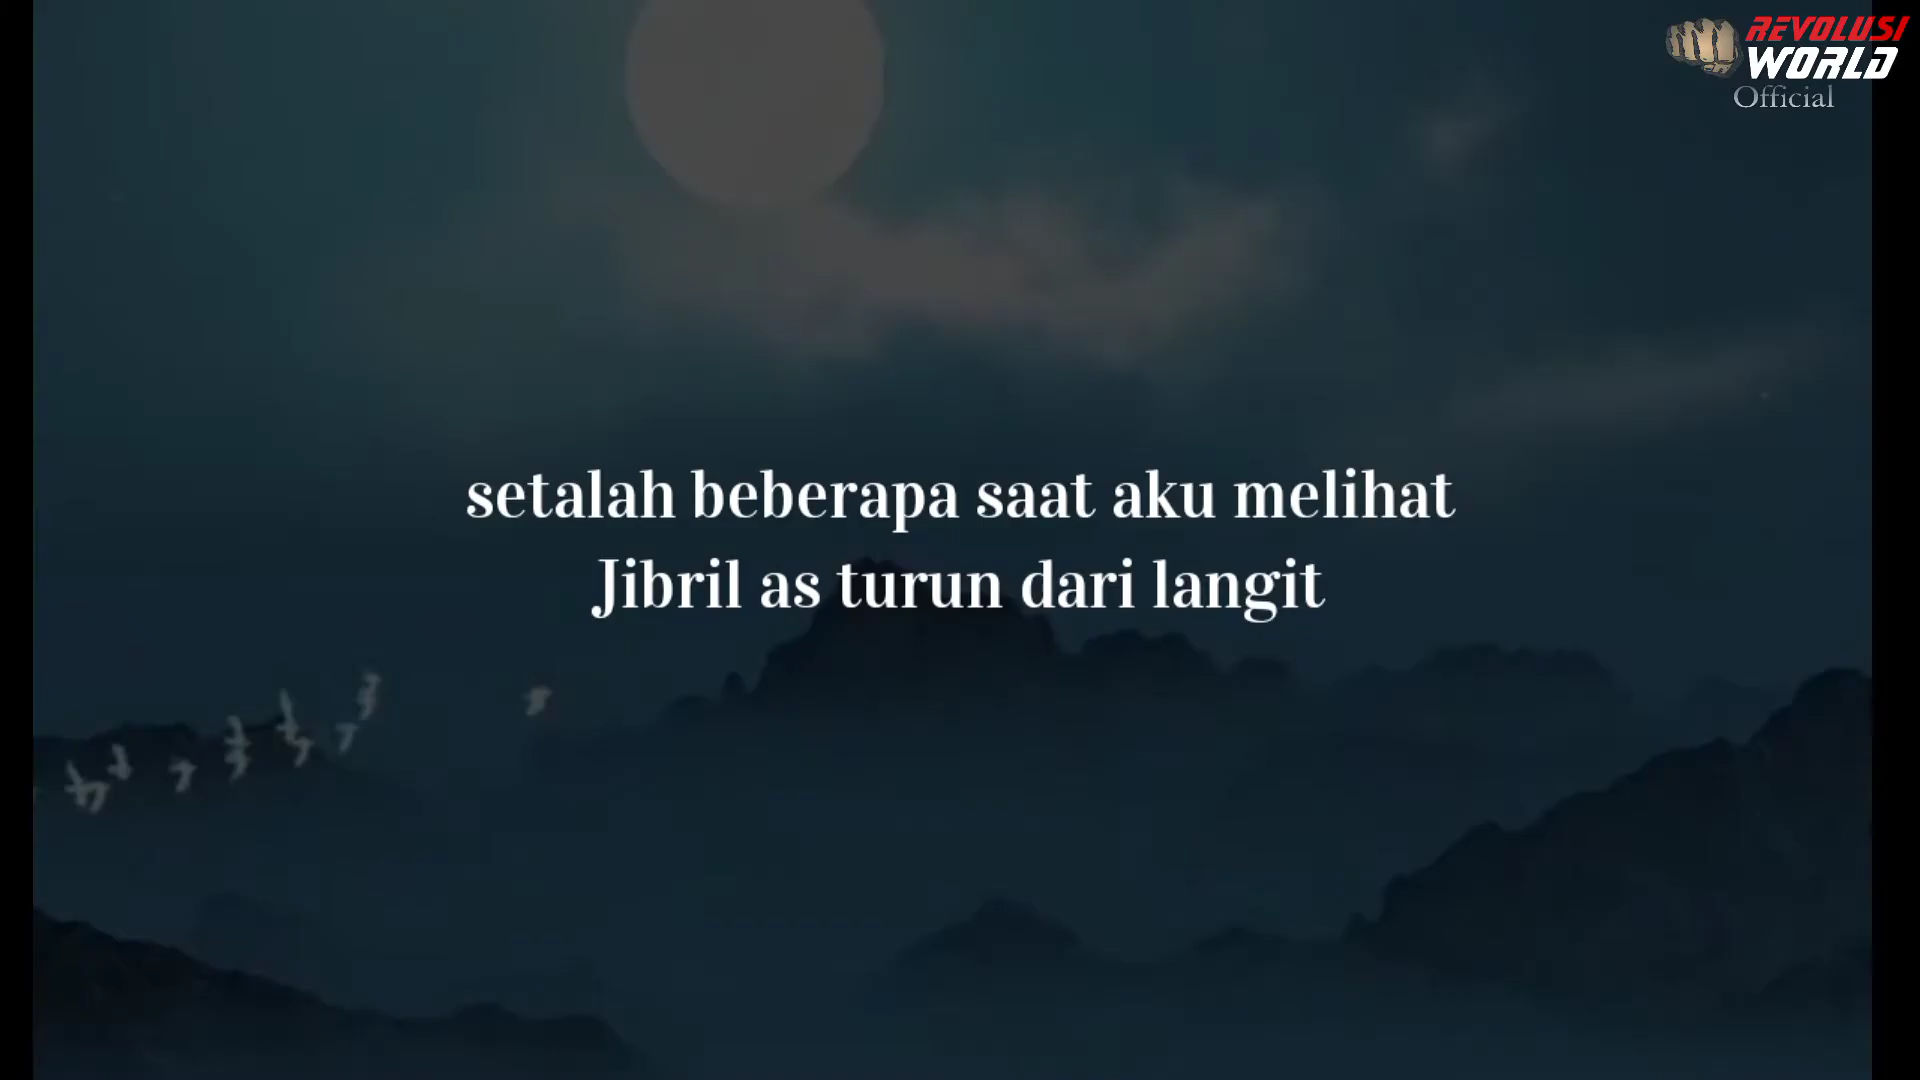 REVOLUSI
WORLD
Official
setalah beberapa saat aku melihat
Jibril as turun dari langit